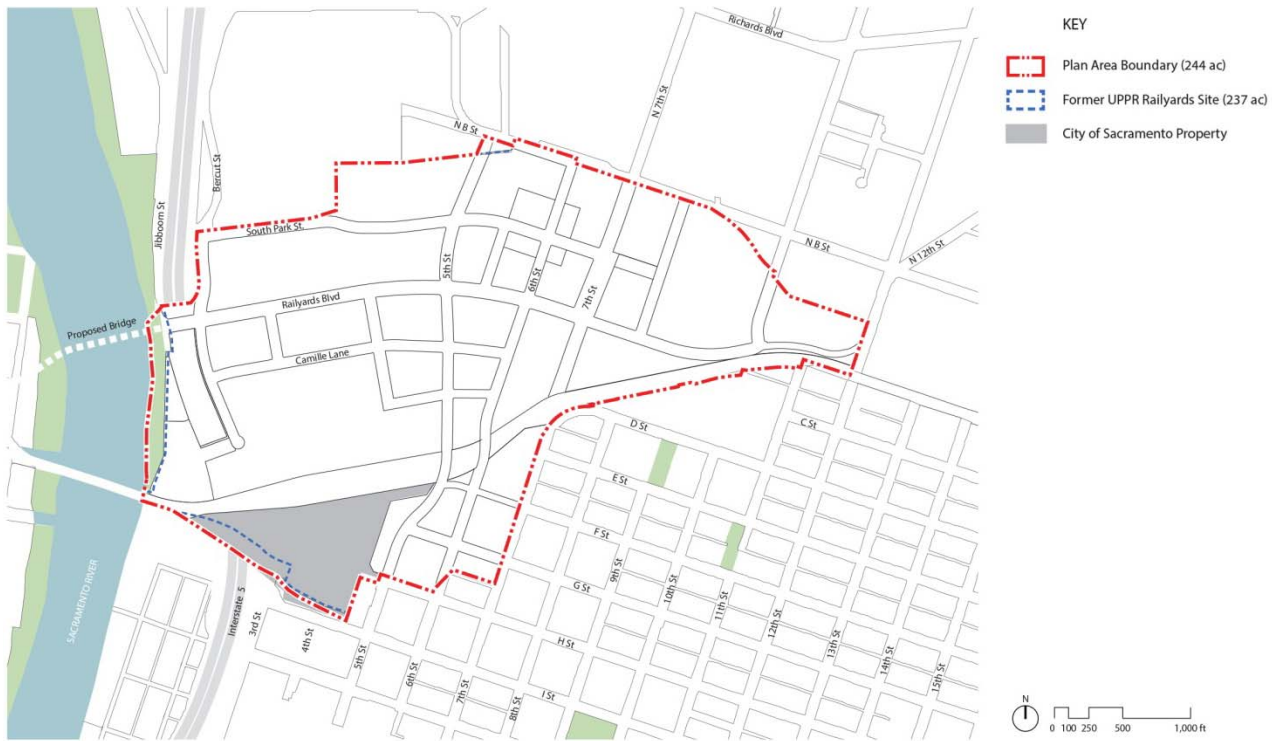 KEY
Plan Area Boundary (244 ac)
Former UPPR Railyards Site (237 ac)
City of Sacramento Property
Richards Blvd
N 7th St
N B St
Bercut St
Jibboom St
South Park St.
N B St
N 12th St
5th St
6th St
7th St
Railyards Blvd
Proposed Bridge
Camille Lane
D St
C St
E St
F St
9th St
10th St
G St
11th St
SACRAMENTO RIVER
Interstate 5
3rd St
4th St
H St
12th St
13th St
14th St
15th St
5th St
6th St
7th St
8th St
I St
N
0 100 250 500 1,000 ft